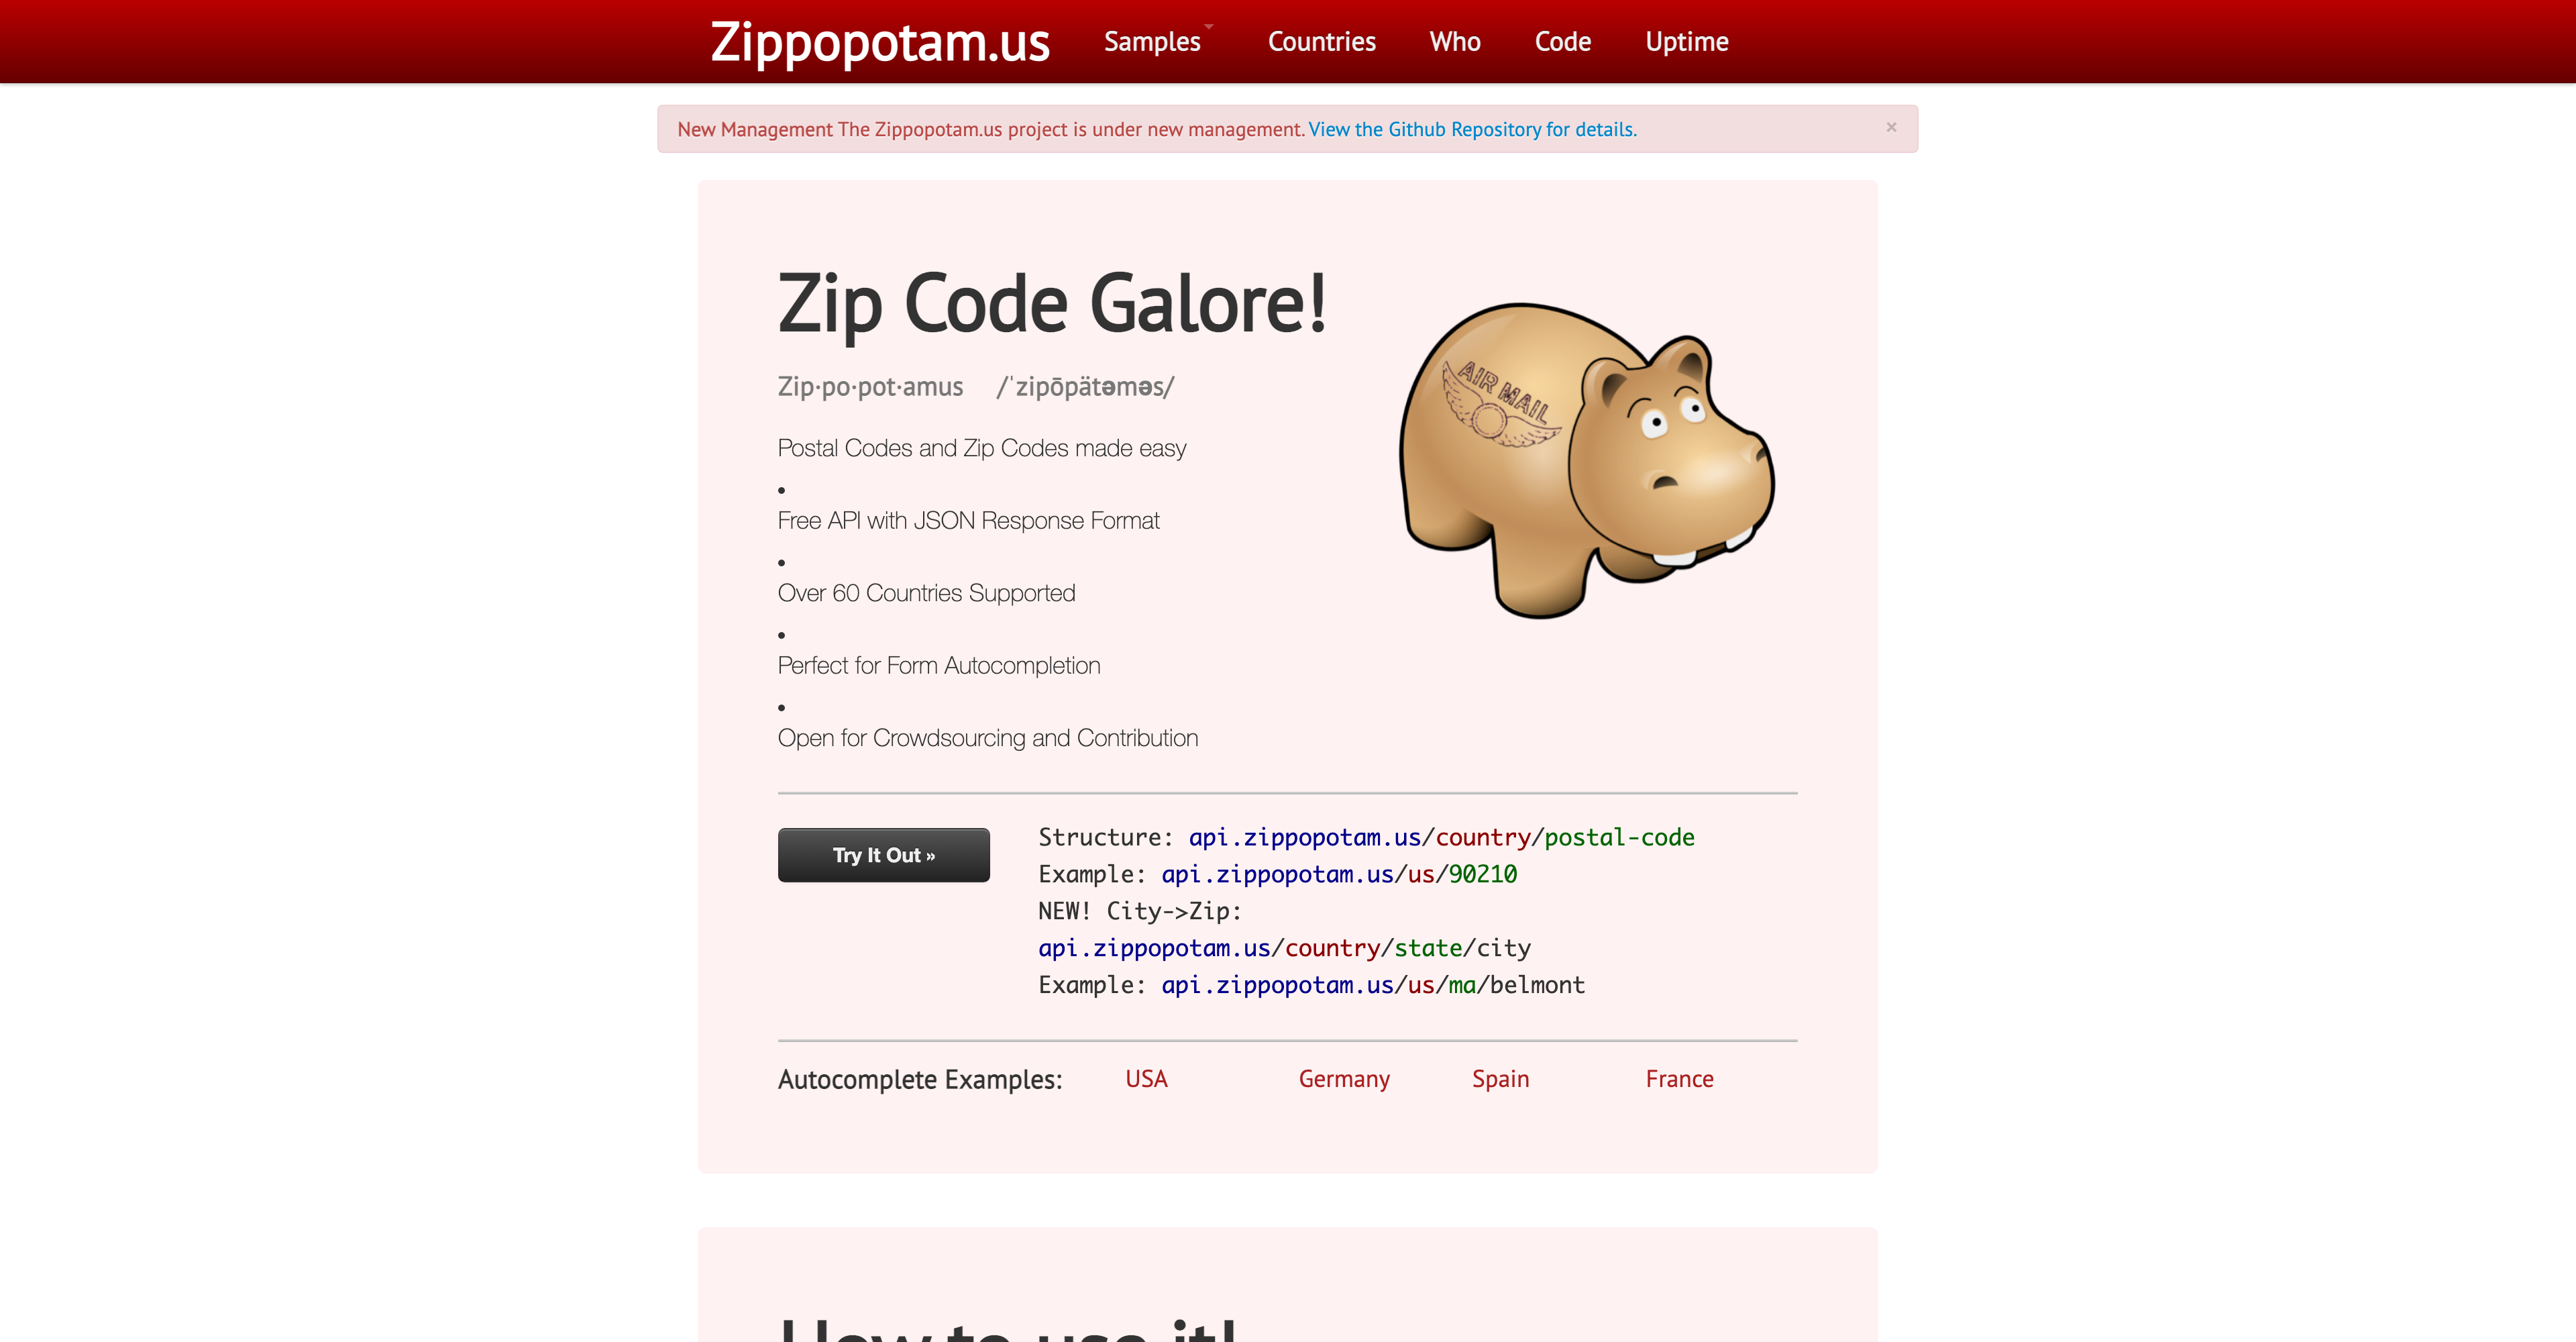 Zippopotam.us Samples Countries Who Code Uptime
New Management The Zippopotam.us project is under new management. View the Github Repository for details. ×
Zip Code Galore!
Zip·po·pot·amus /ˈzipōpätəməs/
AIR MAIL
Postal Codes and Zip Codes made easy
•
Free API with JSON Response Format
•
Over 60 Countries Supported
•
Perfect for Form Autocompletion
•
Open for Crowdsourcing and Contribution
Try It Out »
Structure: api.zippopotam.us/country/postal-code
Example: api.zippopotam.us/us/90210
NEW! City->Zip:
api.zippopotam.us/country/state/city
Example: api.zippopotam.us/us/ma/belmont
Autocomplete Examples: USA Germany Spain France
How to use it!